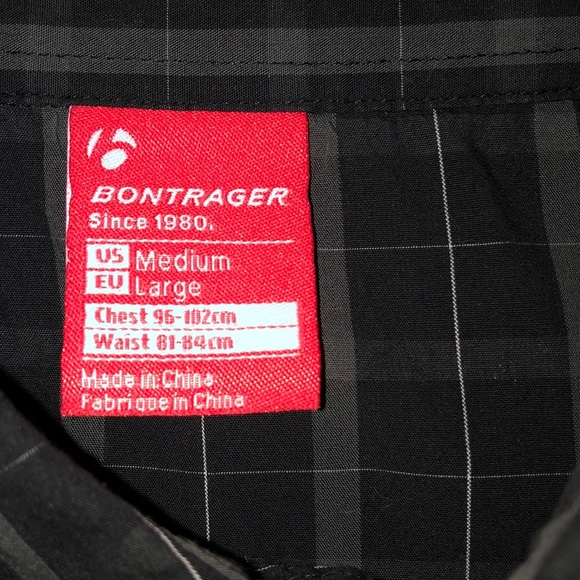 BONTRAGER
Since 1980.
US Medium
EU Large
Chest 96-102cm
Waist 81-84cm
Made in China
Fabrique in China